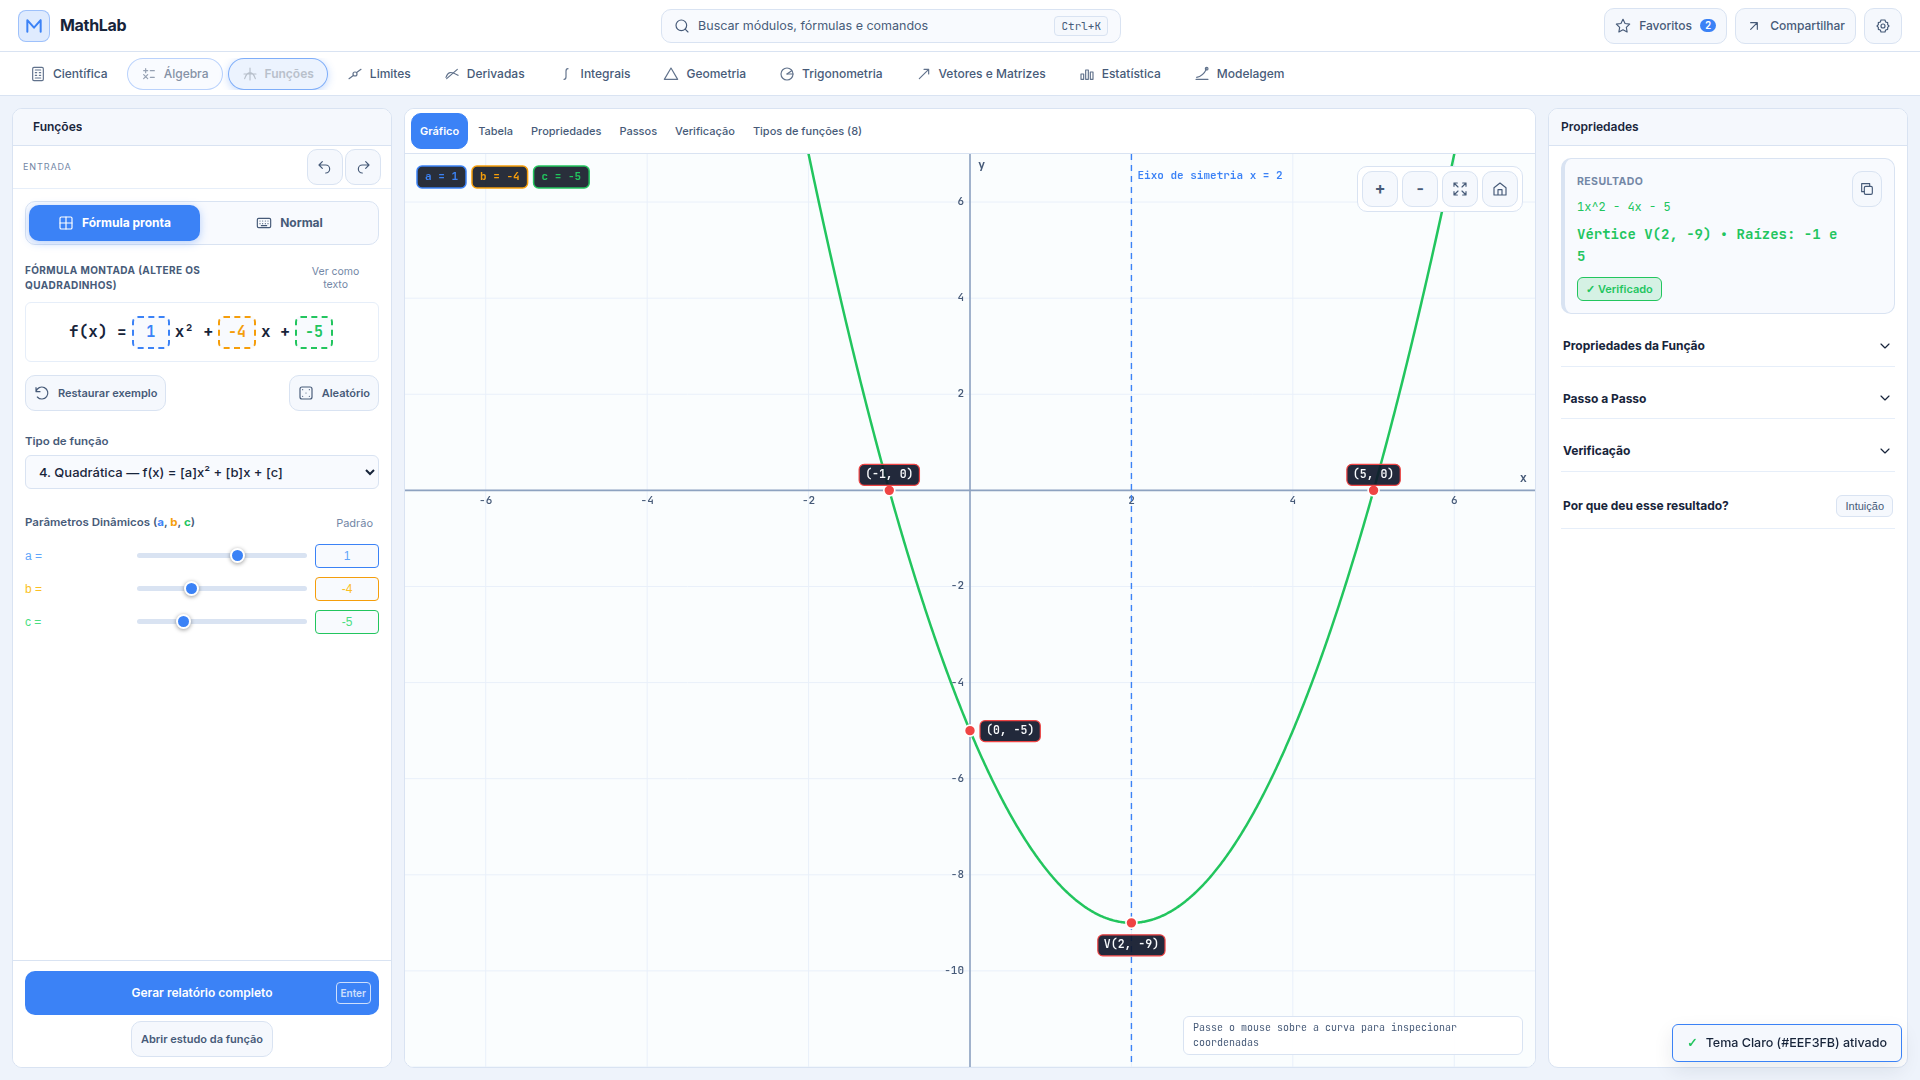 MathLab
Buscar módulos, fórmulas e comandos
Ctrl+K
Favoritos 2
Compartilhar
Científica
Álgebra
Funções
Limites
Derivadas
Integrais
Geometria
Trigonometria
Vetores e Matrizes
Estatística
Modelagem
Funções
ENTRADA
Fórmula pronta
Normal
FÓRMULA MONTADA (ALTERE OS
QUADRADINHOS)
Ver como
texto
f(x) = 1 x² + -4 x + -5
Restaurar exemplo
Aleatório
Tipo de função
4. Quadrática — f(x) = [a]x² + [b]x + [c]
Parâmetros Dinâmicos (a, b, c)
Padrão
a =
1
b =
-4
c =
-5
Gerar relatório completo
Enter
Abrir estudo da função
Gráfico
Tabela
Propriedades
Passos
Verificação
Tipos de funções (8)
a = 1
b = -4
c = -5
y
Eixo de simetria x = 2
+
-
6
4
2
(-1, 0)
(5, 0)
x
-6
-4
-2
2
4
6
-2
-4
(0, -5)
-6
-8
V(2, -9)
-10
Passe o mouse sobre a curva para inspecionar
coordenadas
Propriedades
RESULTADO
1x^2 - 4x - 5
Vértice V(2, -9) • Raízes: -1 e
5
✓ Verificado
Propriedades da Função
Passo a Passo
Verificação
Por que deu esse resultado?
Intuição
✓ Tema Claro (#EEF3FB) ativado